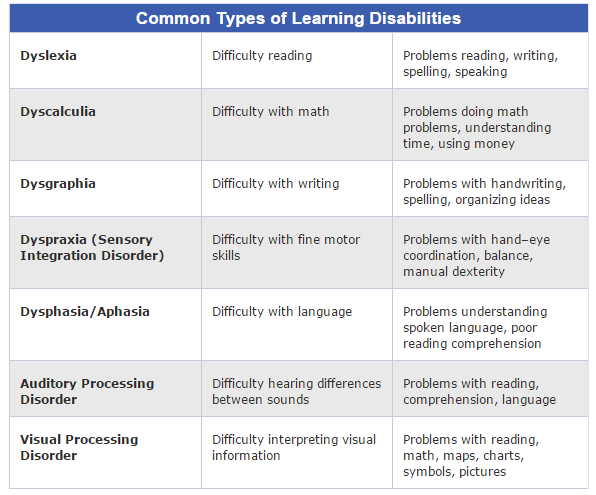 Common Types of Learning Disabilities
Dyslexia
Difficulty reading
Problems reading, writing,
spelling, speaking
Dyscalculia
Difficulty with math
Problems doing math
problems, understanding
time, using money
Dysgraphia
Difficulty with writing
Problems with handwriting,
spelling, organizing ideas
Dyspraxia (Sensory
Integration Disorder)
Difficulty with fine motor
skills
Problems with hand–eye
coordination, balance,
manual dexterity
Dysphasia/Aphasia
Difficulty with language
Problems understanding
spoken language, poor
reading comprehension
Auditory Processing
Disorder
Difficulty hearing differences
between sounds
Problems with reading,
comprehension, language
Visual Processing
Disorder
Difficulty interpreting visual
information
Problems with reading,
math, maps, charts,
symbols, pictures